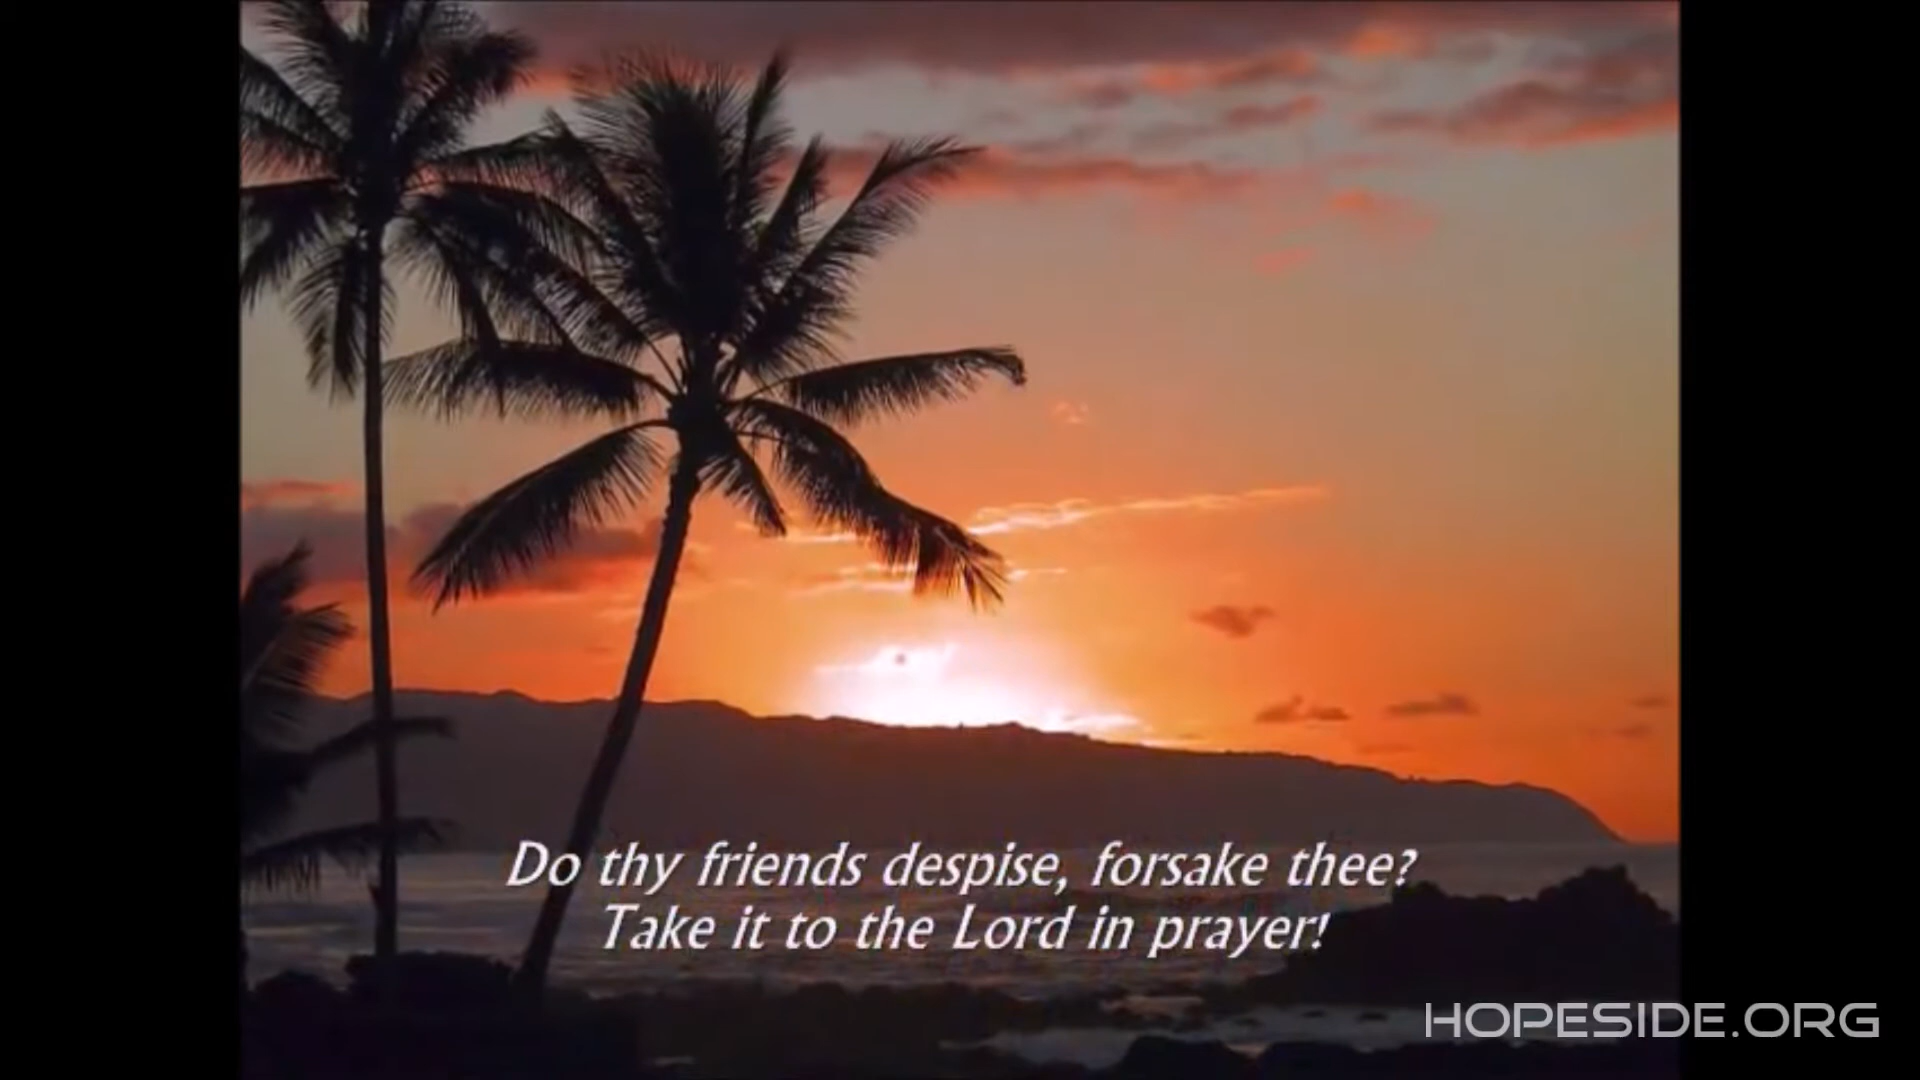 Do thy friends despise, forsake thee?
Take it to the Lord in prayer!
HOPESIDE.ORG